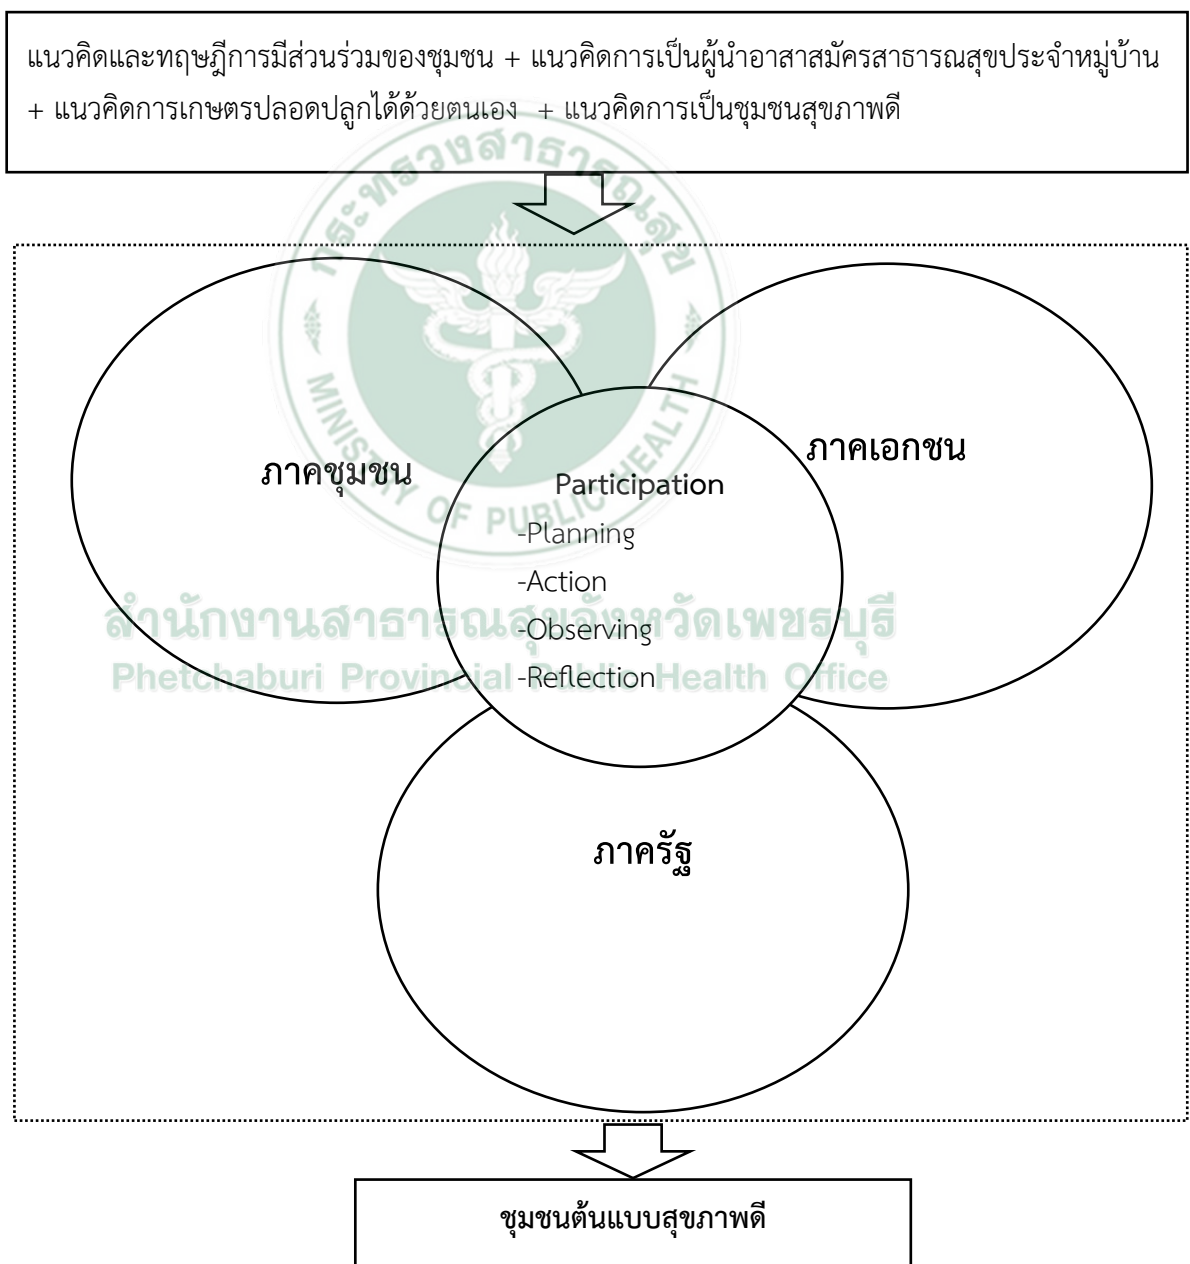 แนวคิดและทฤษฎีการมีส่วนร่วมของชุมชน + แนวคิดการเป็นผู้นำอาสาสมัครสาธารณสุขประจำหมู่บ้าน
+ แนวคิดการเกษตรปลอดปลูกได้ด้วยตนเอง + แนวคิดการเป็นชุมชนสุขภาพดี
กระทรวงสาธารณสุข
MINISTRY OF PUBLIC HEALTH
ภาคชุมชน
ภาคเอกชน
Participation
-Planning
-Action
-Observing
-Reflection
สำนักงานสาธารณสุขจังหวัดเพชรบุรี
Phetchaburi Provincial Public Health Office
ภาครัฐ
ชุมชนต้นแบบสุขภาพดี